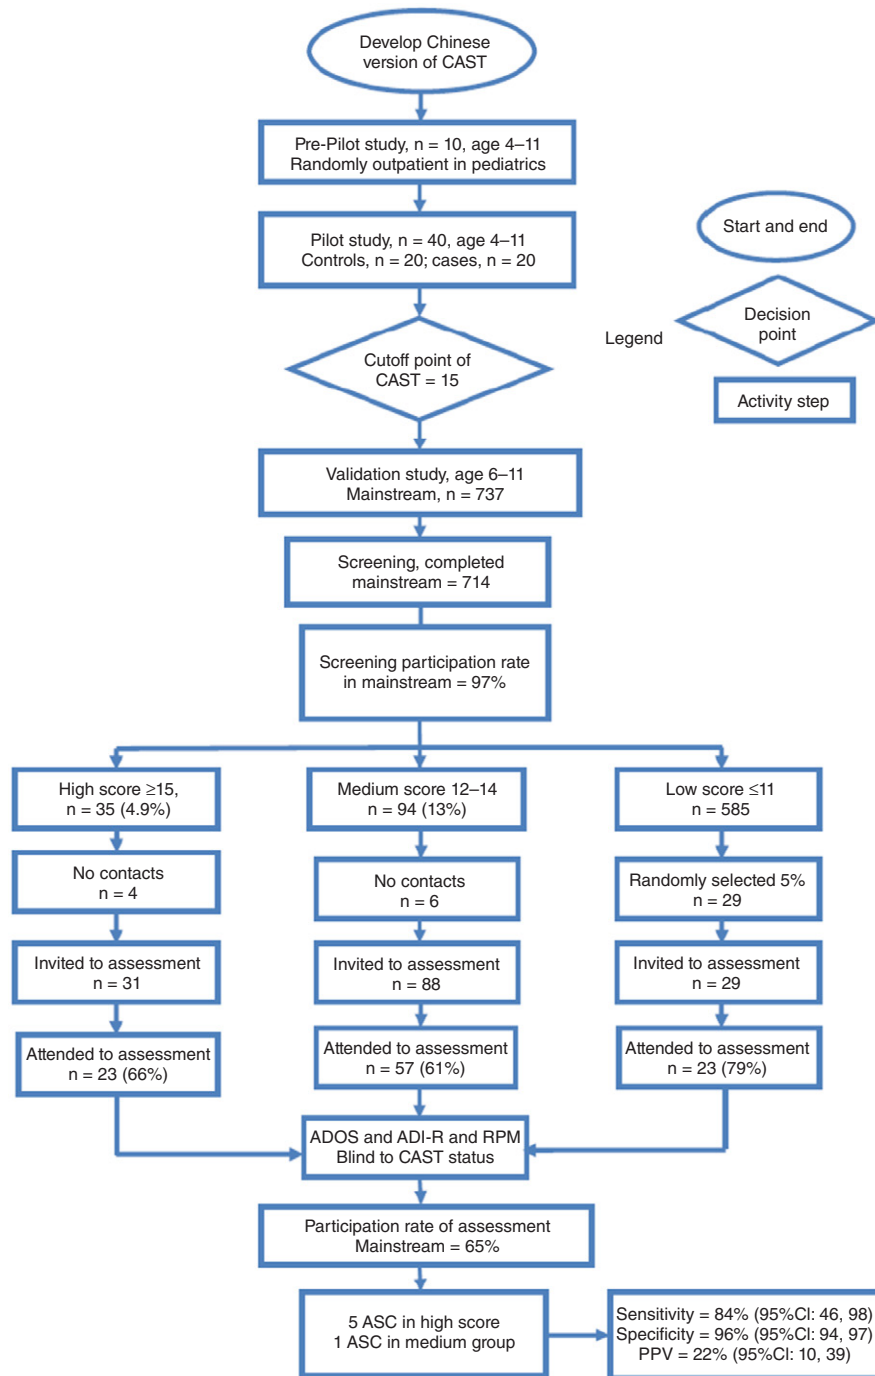 Develop Chinese
version of CAST
Pre-Pilot study, n = 10, age 4–11
Randomly outpatient in pediatrics
Pilot study, n = 40, age 4–11
Controls, n = 20; cases, n = 20
Start and end
Legend
Decision
point
Activity step
Cutoff point of
CAST = 15
Validation study, age 6–11
Mainstream, n = 737
Screening, completed
mainstream = 714
Screening participation rate
in mainstream = 97%
High score ≥15,
n = 35 (4.9%)
Medium score 12–14
n = 94 (13%)
Low score ≤11
n = 585
No contacts
n = 4
No contacts
n = 6
Randomly selected 5%
n = 29
Invited to assessment
n = 31
Invited to assessment
n = 88
Invited to assessment
n = 29
Attended to assessment
n = 23 (66%)
Attended to assessment
n = 57 (61%)
Attended to assessment
n = 23 (79%)
ADOS and ADI-R and RPM
Blind to CAST status
Participation rate of assessment
Mainstream = 65%
5 ASC in high score
1 ASC in medium group
Sensitivity = 84% (95%CI: 46, 98)
Specificity = 96% (95%CI: 94, 97)
PPV = 22% (95%CI: 10, 39)